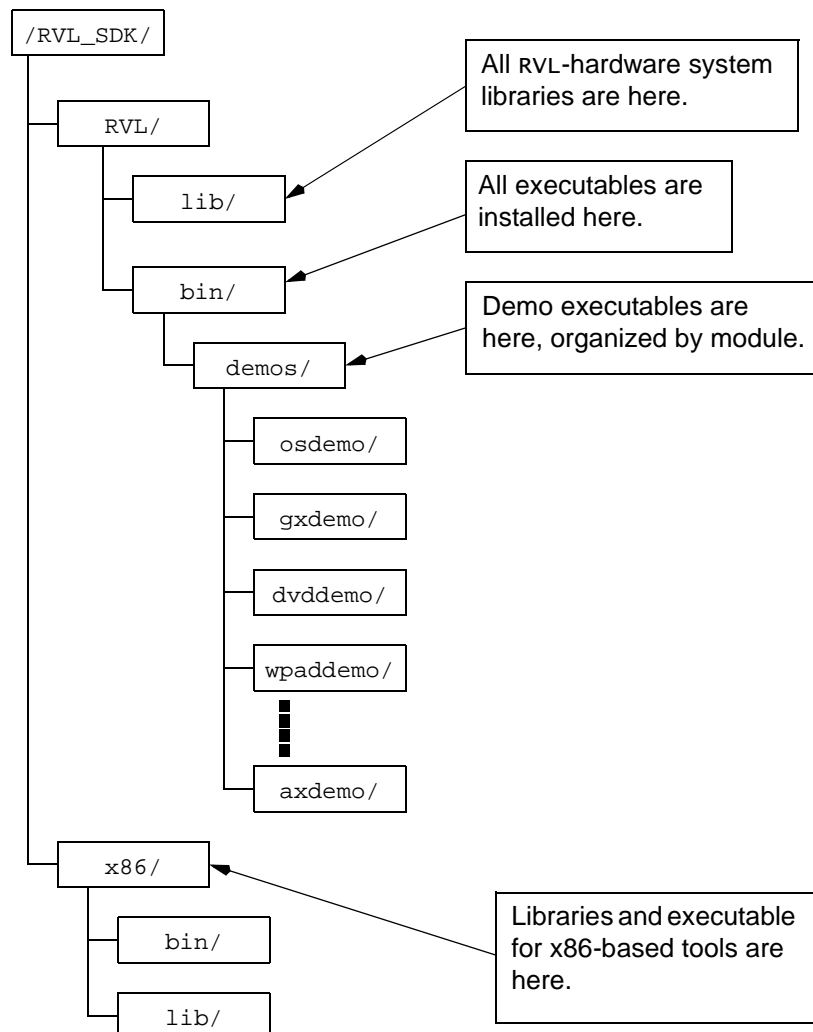 /RVL_SDK/
All RVL-hardware system
libraries are here.
RVL/
lib/
All executables are
installed here.
bin/
Demo executables are
here, organized by module.
demos/
osdemo/
gxdemo/
dvddemo/
wpaddemo/
axdemo/
x86/
Libraries and executable
for x86-based tools are
here.
bin/
lib/